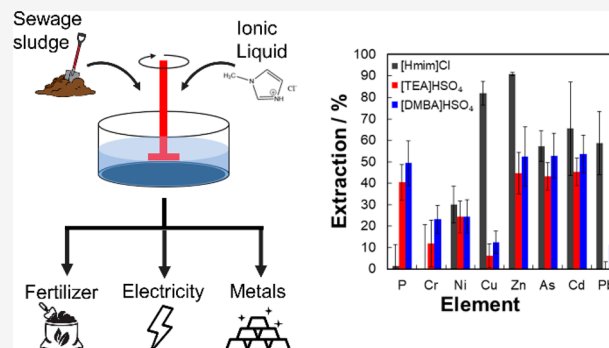 Sewage
sludge
Ionic
Liquid
H₃C
N
NH
Cl⁻
Fertilizer
Electricity
Metals
Extraction / %
100
90
80
70
60
50
40
30
20
10
0
[Hmim]Cl
[TEA]HSO₄
[DMBA]HSO₄
P Cr Ni Cu Zn As Cd Pb
Element